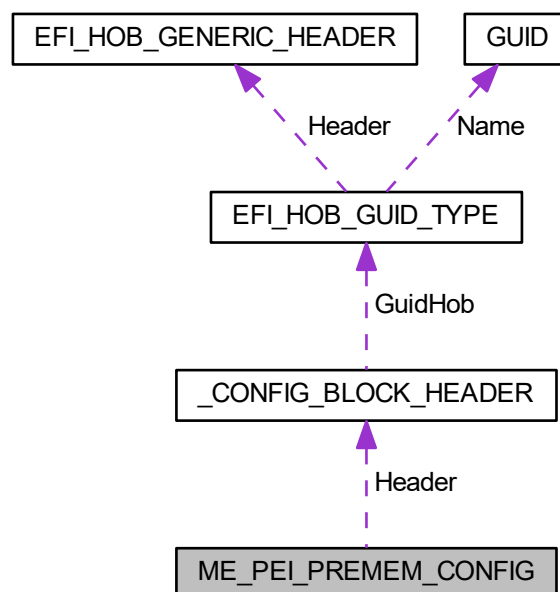 EFI_HOB_GENERIC_HEADER GUID
Header Name
EFI_HOB_GUID_TYPE
GuidHob
_CONFIG_BLOCK_HEADER
Header
ME_PEI_PREMEM_CONFIG